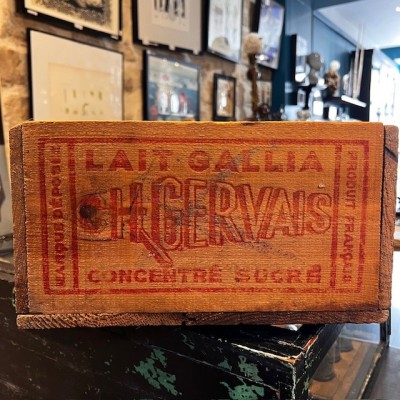 LAIT GALLIA
MARQUE DÉPOSÉE
CH. GERVAIS
PRODUIT FRANÇAIS
CONCENTRÉ SUCRÉ